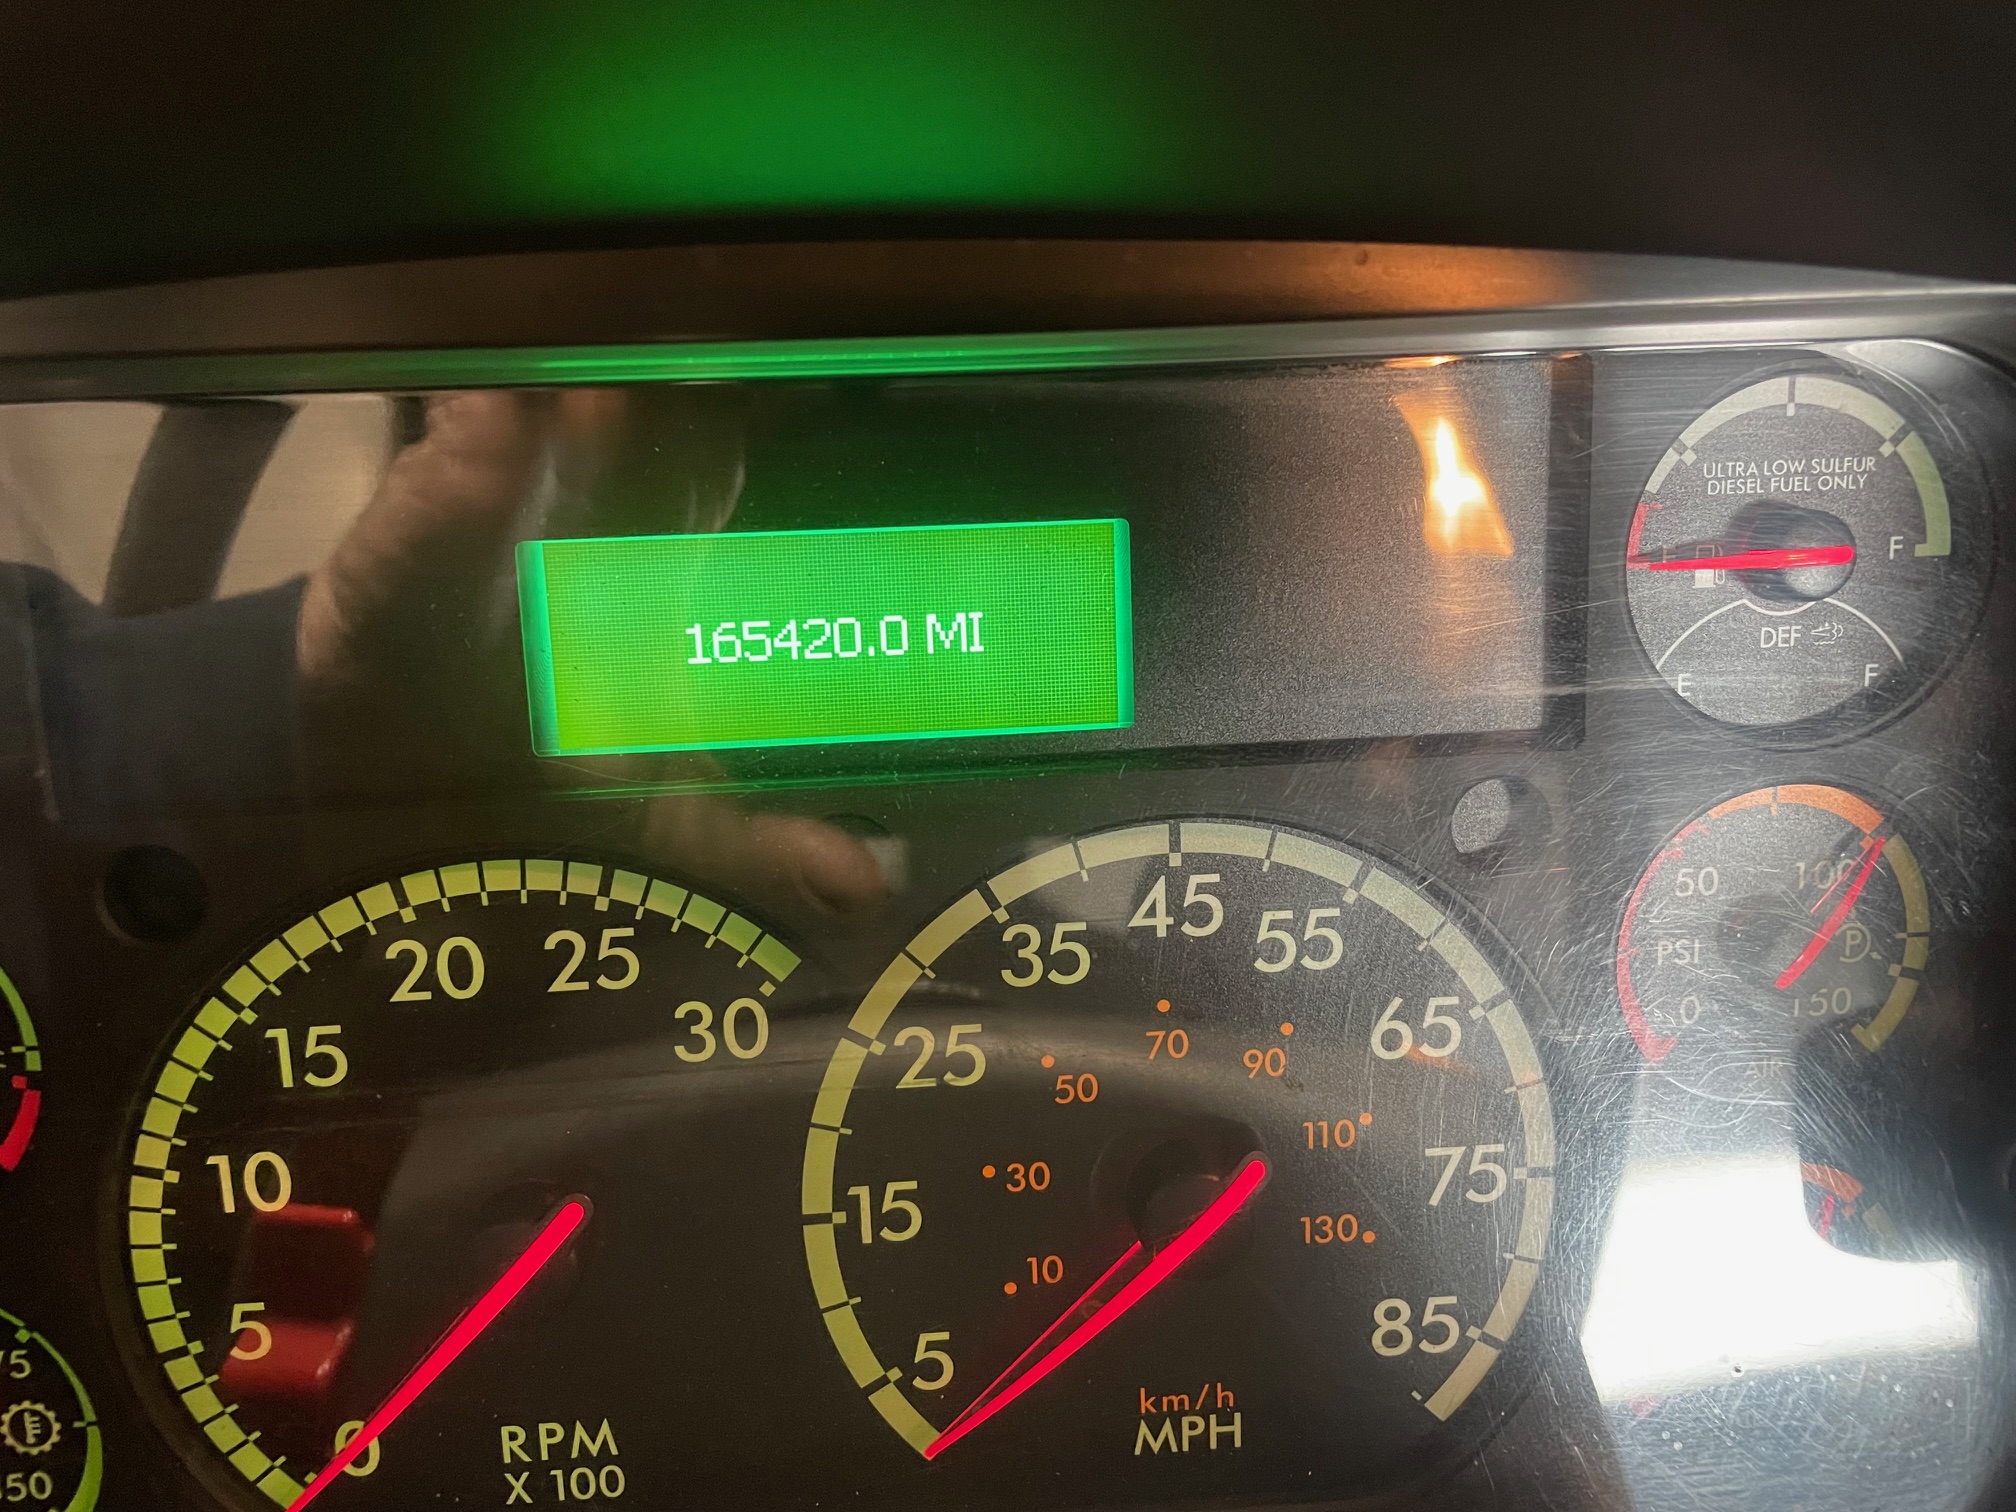 165420.0 MI
ULTRA LOW SULFUR
DIESEL FUEL ONLY
E F
DEF
E F
50 100
PSI P
0 150
AIR
0 5 10 15 20 25 30
RPM
X 100
5 15 25 35 45 55 65 75 85
10 30 50 70 90 110 130
km/h
MPH